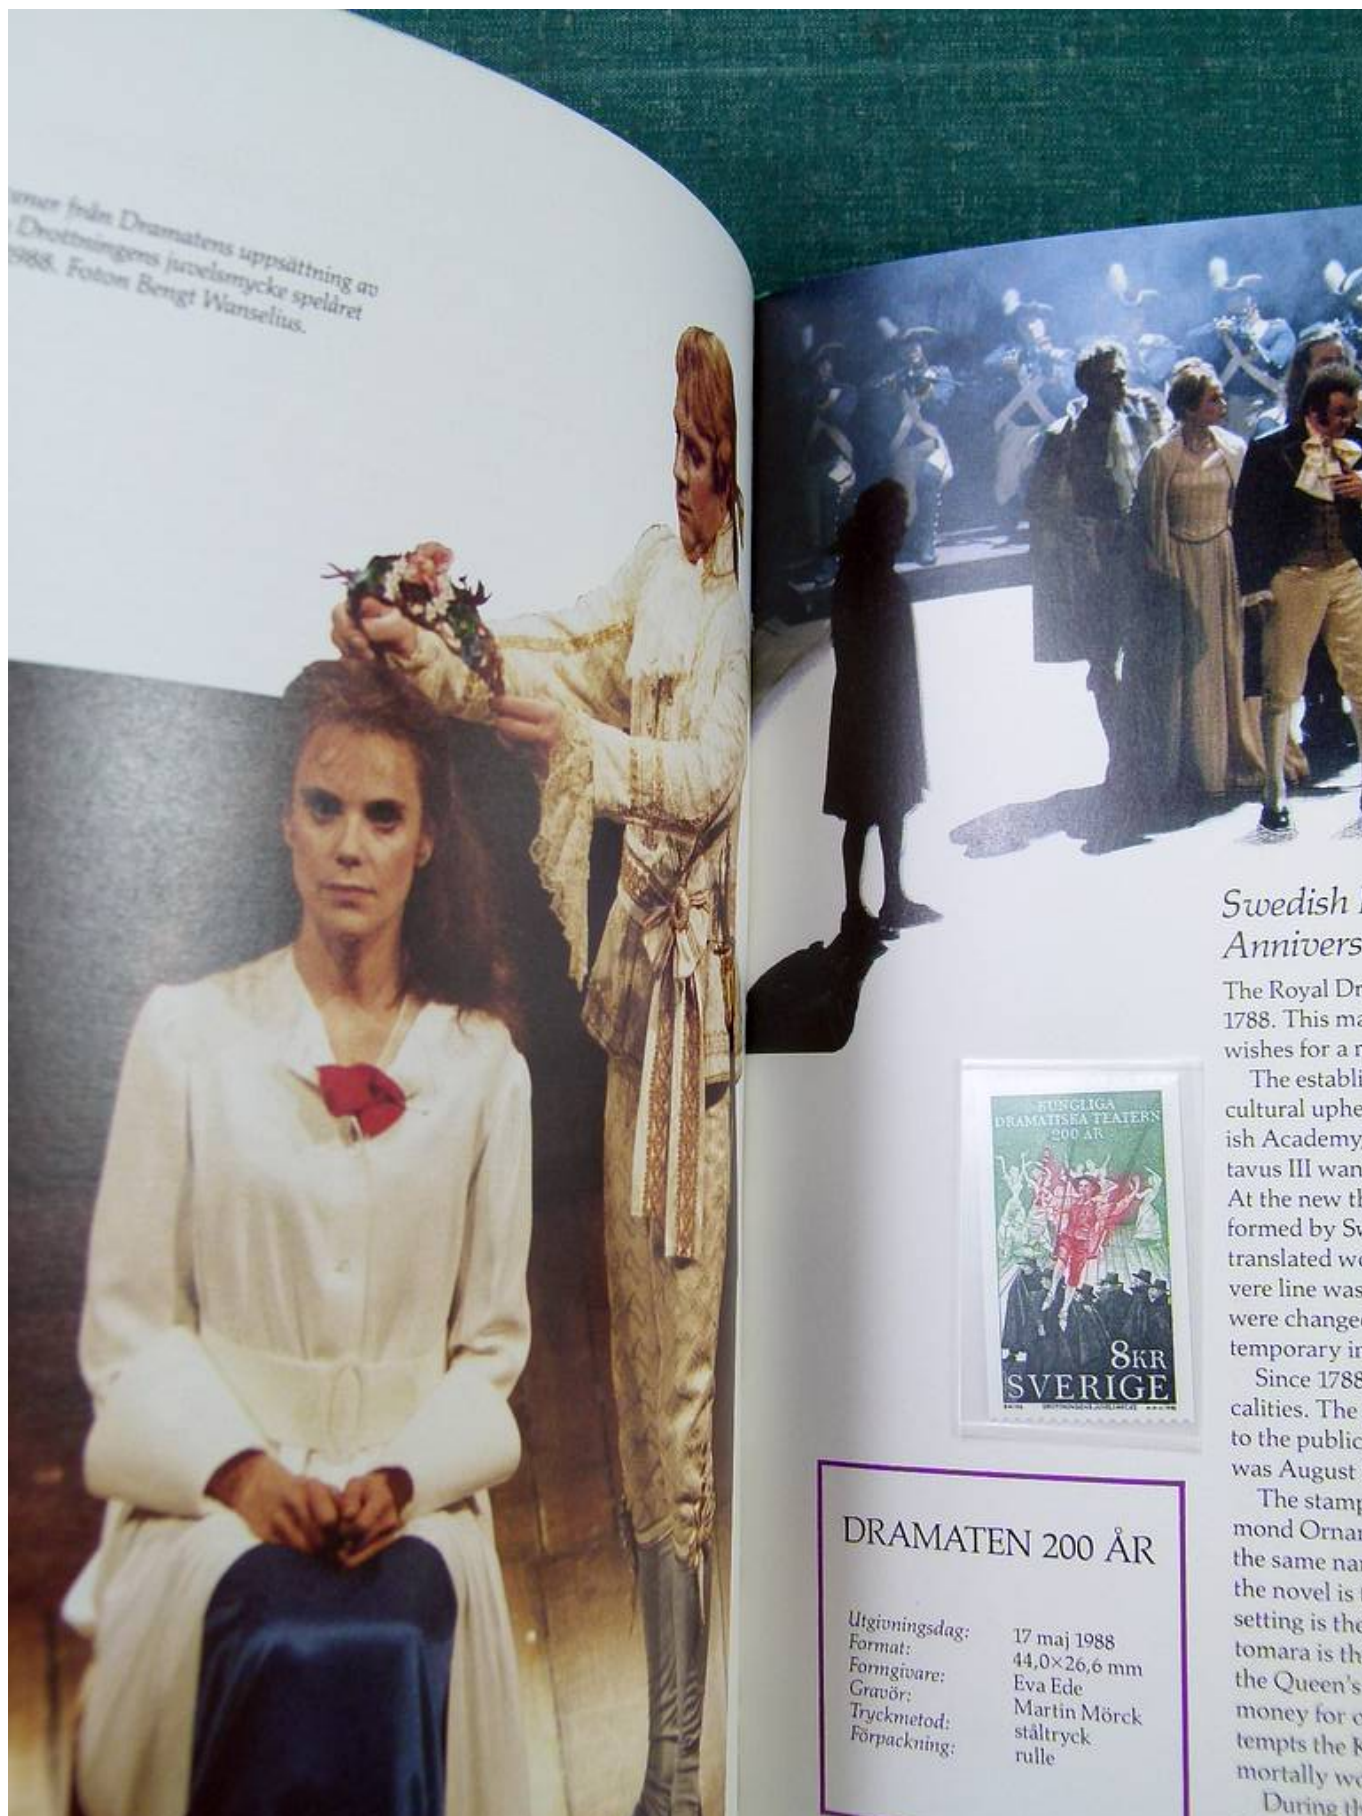 från Dramatens uppsättning av
Drottningens juvelsmycke spelåret
1988. Foton Bengt Wanselius.
Swedish
Annivers
The Royal Dr
1788. This ma
wishes for a r
The establi
cultural uphe
ish Academy,
tavus III wan
At the new th
formed by Sw
translated wo
vere line was
were change
temporary in
Since 1788
calities. The
to the public
was August
The stamp
mond Ornar
the same nar
the novel is
setting is the
tomara is th
the Queen's
money for o
tempts the K
mortally wo
During th
KUNGLIGA
DRAMATISKA TEATERN
200 ÅR
8KR
SVERIGE
DRAMATEN 200 ÅR
Utgivningsdag: 17 maj 1988
Format: 44,0×26,6 mm
Formgivare: Eva Ede
Gravör: Martin Mörck
Tryckmetod: ståltryck
Förpackning: rulle